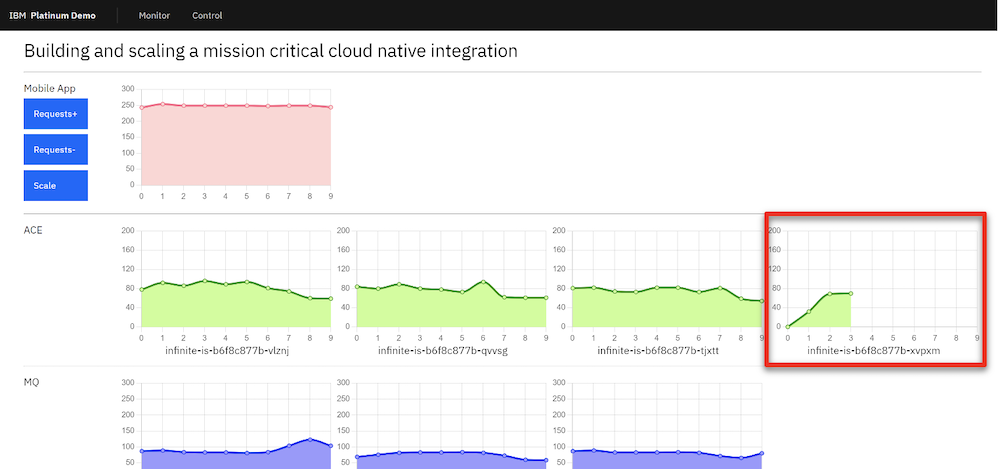 IBM Platinum Demo Monitor Control
Building and scaling a mission critical cloud native integration
Mobile App
Requests+
Requests-
Scale
300
250
200
150
100
50
0
0 1 2 3 4 5 6 7 8 9
ACE
200
160
120
80
40
0
0 1 2 3 4 5 6 7 8 9
infinite-is-b6f8c877b-vlznj
200
160
120
80
40
0
0 1 2 3 4 5 6 7 8 9
infinite-is-b6f8c877b-qvvsg
200
160
120
80
40
0
0 1 2 3 4 5 6 7 8 9
infinite-is-b6f8c877b-tjxtt
200
160
120
80
40
0
0 1 2 3 4 5 6 7 8 9
infinite-is-b6f8c877b-xvpxm
MQ
300
250
200
150
100
50
300
250
200
150
100
50
300
250
200
150
100
50